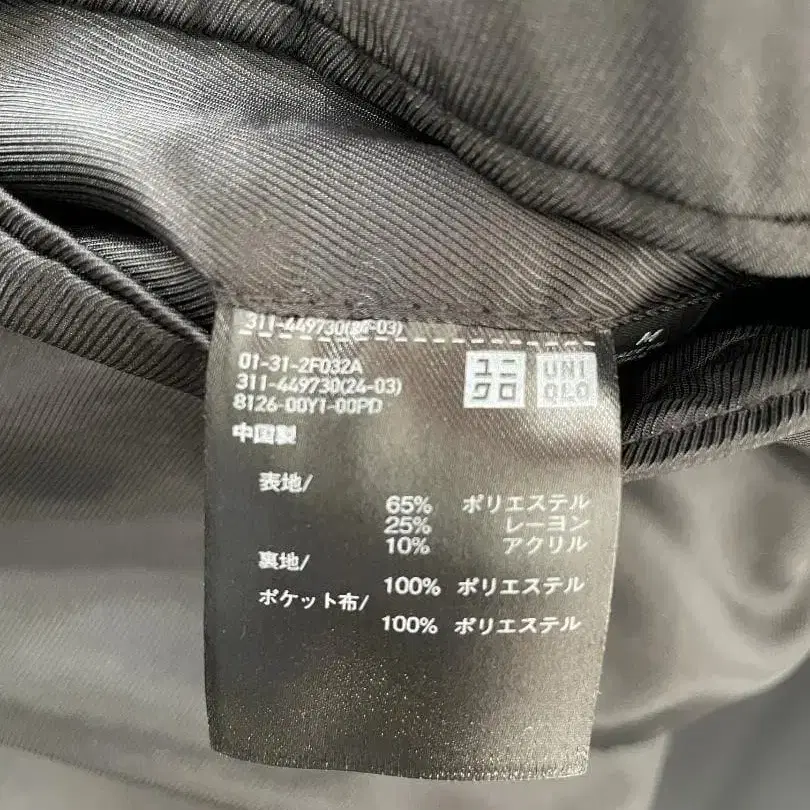 311-449730(24-03)
01-31-2F032A
311-449730(24-03)
8126-00Y1-00PD
ユニ
クロ
UNI
QLO
M
中国製
表地/
65% ポリエステル
25% レーヨン
10% アクリル
裏地/
100% ポリエステル
ポケット布/
100% ポリエステル